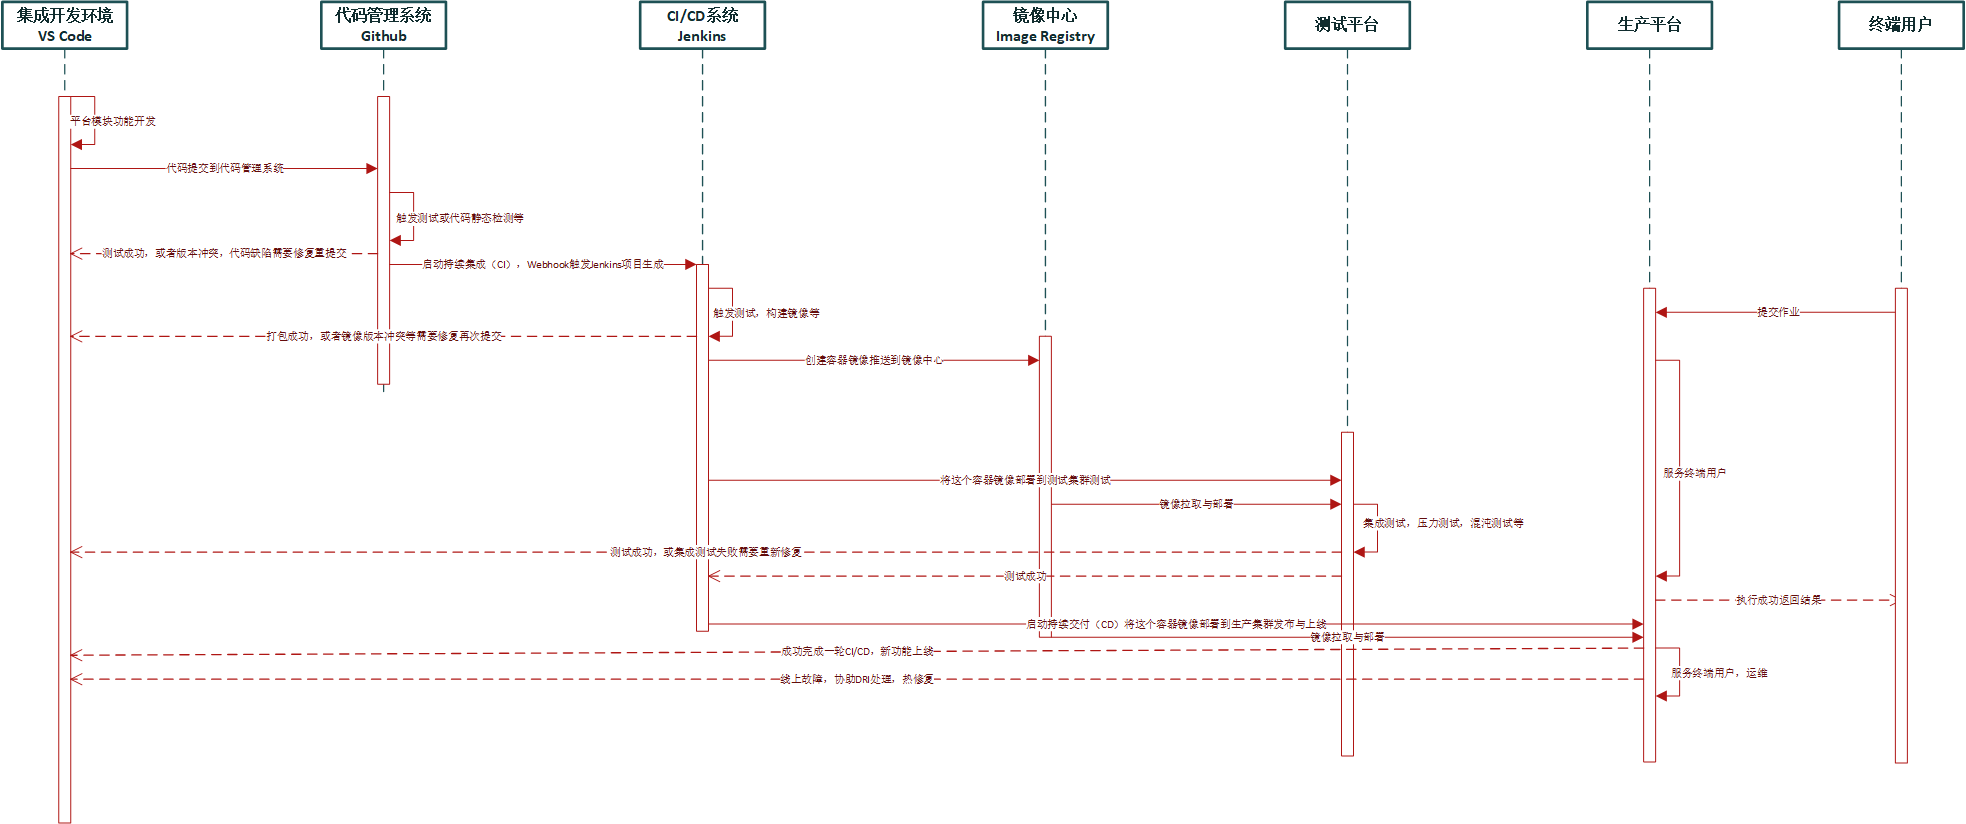 集成开发环境
VS Code
代码管理系统
Github
CI/CD系统
Jenkins
镜像中心
Image Registry
测试平台
生产平台
终端用户
平台模块功能开发
代码提交到代码管理系统
触发测试或代码静态检测等
测试成功，或者版本冲突，代码缺陷需要修复重提交
启动持续集成（CI），Webhook触发Jenkins项目生成
触发测试，构建镜像等
提交作业
打包成功，或者镜像版本冲突等需要修复再次提交
创建容器镜像推送到镜像中心
服务终端用户
将这个容器镜像部署到测试集群测试
镜像拉取与部署
集成测试，压力测试，混沌测试等
测试成功，或集成测试失败需要重新修复
测试成功
执行成功返回结果
启动持续交付（CD）将这个容器镜像部署到生产集群发布与上线
镜像拉取与部署
成功完成一轮CI/CD，新功能上线
服务终端用户，运维
线上故障，协助DRI处理，热修复